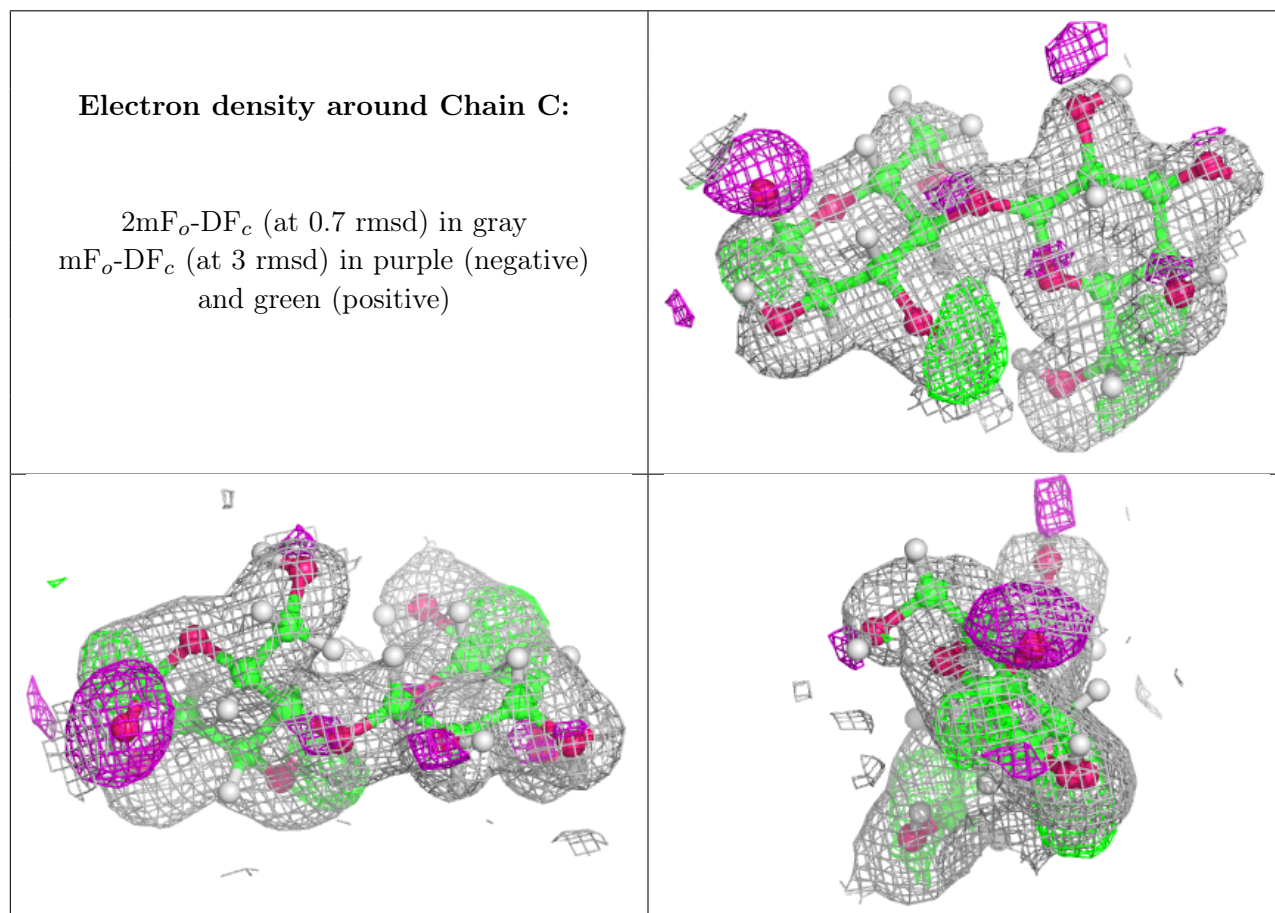 Electron density around Chain C:
2mFo-DFc (at 0.7 rmsd) in gray
mFo-DFc (at 3 rmsd) in purple (negative)
and green (positive)